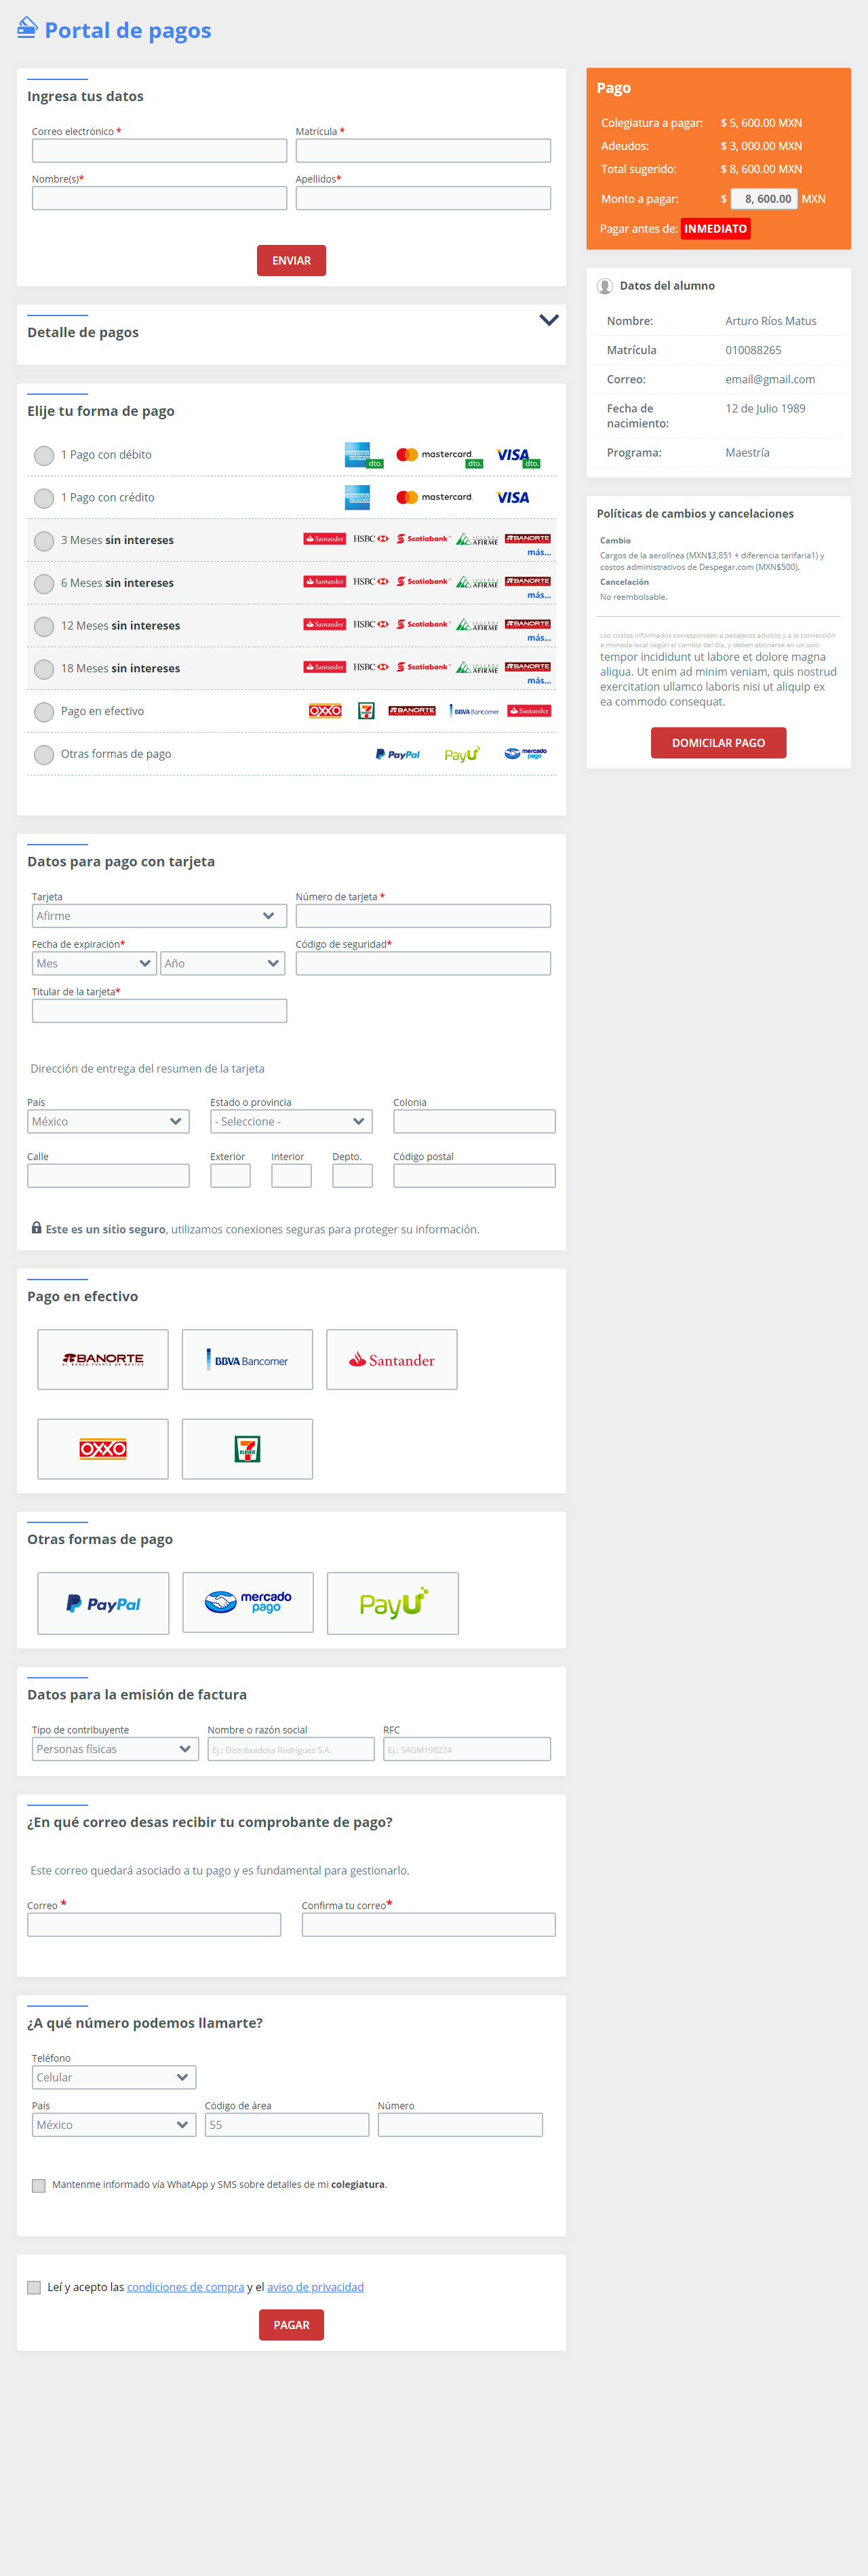 Portal de pagos
Ingresa tus datos
Correo electrónico *
Matrícula *
Nombre(s)*
Apellidos*
ENVIAR
Detalle de pagos
Elije tu forma de pago
1 Pago con débito
mastercard.
VISA
dto.
dto.
dto.
1 Pago con crédito
mastercard.
VISA
3 Meses sin intereses
Santander HSBC Scotiabank AFIRME BANORTE
más...
6 Meses sin intereses
Santander HSBC Scotiabank AFIRME BANORTE
más...
12 Meses sin intereses
Santander HSBC Scotiabank AFIRME BANORTE
más...
18 Meses sin intereses
Santander HSBC Scotiabank AFIRME BANORTE
más...
Pago en efectivo
OXXO 7 BANORTE BBVA Bancomer Santander
Otras formas de pago
PayPal PayU mercado pago
Datos para pago con tarjeta
Tarjeta
Afirme
Número de tarjeta *
Fecha de expiración*
Mes
Año
Código de seguridad*
Titular de la tarjeta*
Dirección de entrega del resumen de la tarjeta
País
México
Estado o provincia
- Seleccione -
Colonia
Calle
Exterior
Interior
Depto.
Código postal
Este es un sitio seguro, utilizamos conexiones seguras para proteger su información.
Pago en efectivo
BANORTE
EL BANCO FUERTE DE MÉXICO
BBVA Bancomer
Santander
OXXO
7 ELEVEN
Otras formas de pago
PayPal
mercado
pago
PayU
Datos para la emisión de factura
Tipo de contribuyente
Personas físicas
Nombre o razón social
Ej.: Distribuidora Rodríguez S.A.
RFC
Ej.: SAGM190224
¿En qué correo desas recibir tu comprobante de pago?
Este correo quedará asociado a tu pago y es fundamental para gestionarlo.
Correo *
Confirma tu correo*
¿A qué número podemos llamarte?
Teléfono
Celular
País
México
Código de área
55
Número
Mantenme informado vía WhatApp y SMS sobre detalles de mi colegiatura.
Leí y acepto las condiciones de compra y el aviso de privacidad
PAGAR
Pago
Colegiatura a pagar: $ 5, 600.00 MXN
Adeudos: $ 3, 000.00 MXN
Total sugerido: $ 8, 600.00 MXN
Monto a pagar: $ 8, 600.00 MXN
Pagar antes de: INMEDIATO
Datos del alumno
Nombre: Arturo Ríos Matus
Matrícula 010088265
Correo: email@gmail.com
Fecha de nacimiento: 12 de Julio 1989
Programa: Maestría
Políticas de cambios y cancelaciones
Cambio
Cargos de la aerolínea (MXN$3,851 + diferencia tarifaria1) y
costos administrativos de Despegar.com (MXN$500).
Cancelación
No reembolsable.
Los costos informados corresponden a pasajeros adultos y a la conversión
a moneda local según el cambio del día, y deben abonarse en un solo
tempor incididunt ut labore et dolore magna
aliqua. Ut enim ad minim veniam, quis nostrud
exercitation ullamco laboris nisi ut aliquip ex
ea commodo consequat.
DOMICILAR PAGO